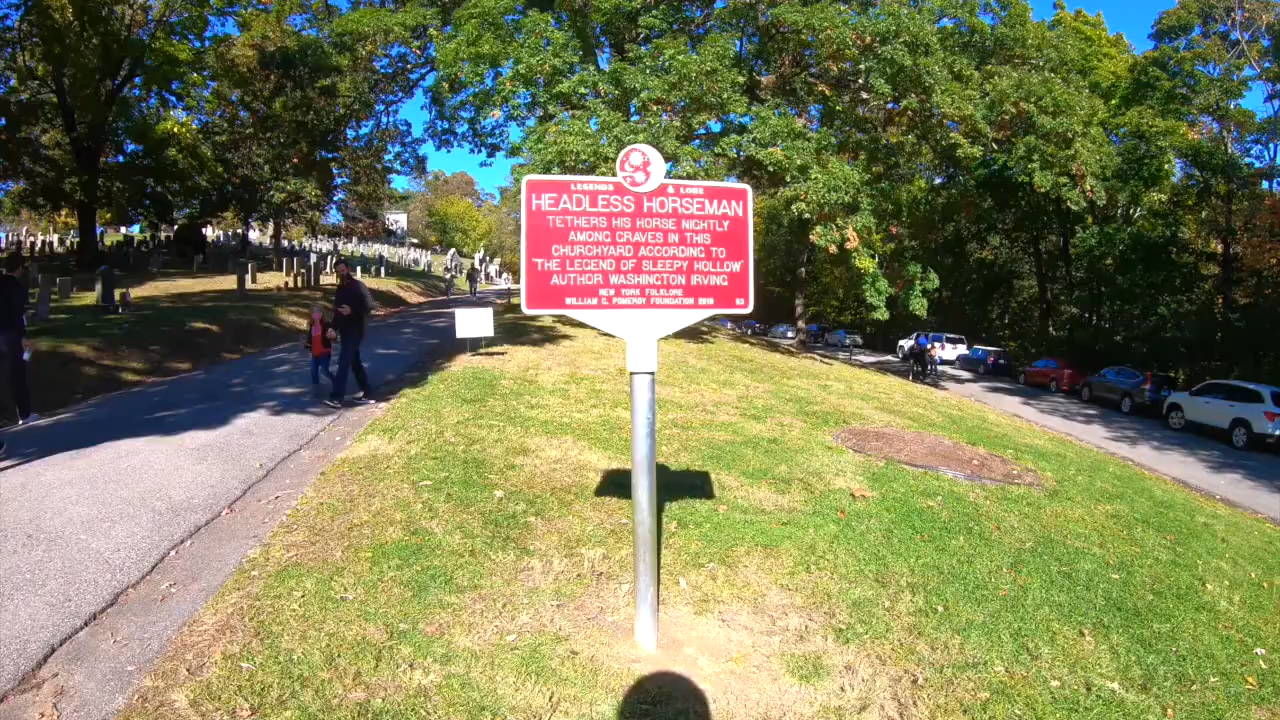 LEGENDS & LORE
HEADLESS HORSEMAN
TETHERS HIS HORSE NIGHTLY
AMONG GRAVES IN THIS
CHURCHYARD ACCORDING TO
"THE LEGEND OF SLEEPY HOLLOW"
AUTHOR WASHINGTON IRVING
NEW YORK FOLKLORE
WILLIAM G. POMEROY FOUNDATION 2018 63